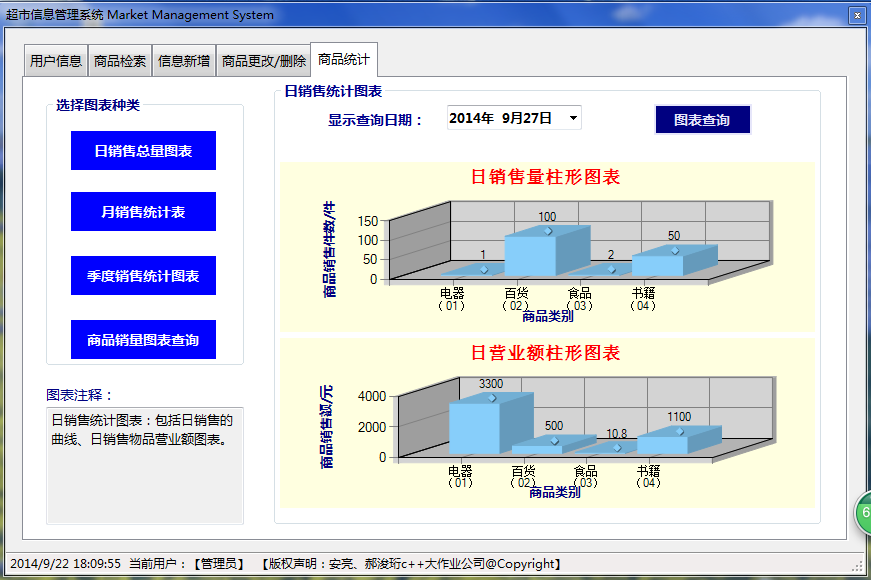 超市信息管理系统 Market Management System
用户信息
商品检索
信息新增
商品更改/删除
商品统计
选择图表种类
日销售总量图表
月销售统计表
季度销售统计图表
商品销量图表查询
图表注释：
日销售统计图表：包括日销售的
曲线、日销售物品营业额图表。
日销售统计图表
显示查询日期：
2014年 9月27日
图表查询
日销售量柱形图表
商品销售件数/件
150
100
50
0
1
100
2
50
电器
（01）
百货
（02）
食品
（03）
书籍
（04）
商品类别
日营业额柱形图表
商品销售额/元
4000
2000
0
3300
500
10.8
1100
电器
（01）
百货
（02）
食品
（03）
书籍
（04）
商品类别
6
2014/9/22 18:09:55 当前用户：【管理员】 【版权声明：安亮、郝浚珩c++大作业公司@Copyright】